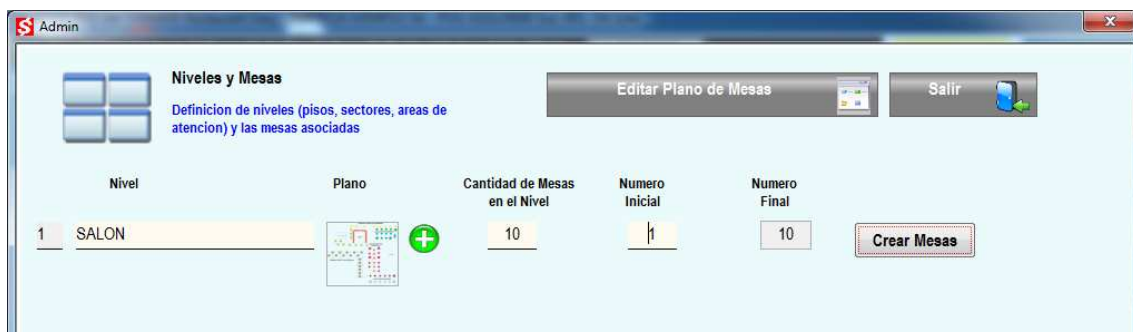 Admin
Niveles y Mesas
Definicion de niveles (pisos, sectores, areas de
atencion) y las mesas asociadas
Editar Plano de Mesas
Salir
Nivel
Plano
Cantidad de Mesas
en el Nivel
Numero
Inicial
Numero
Final
1
SALON
10
1
10
Crear Mesas